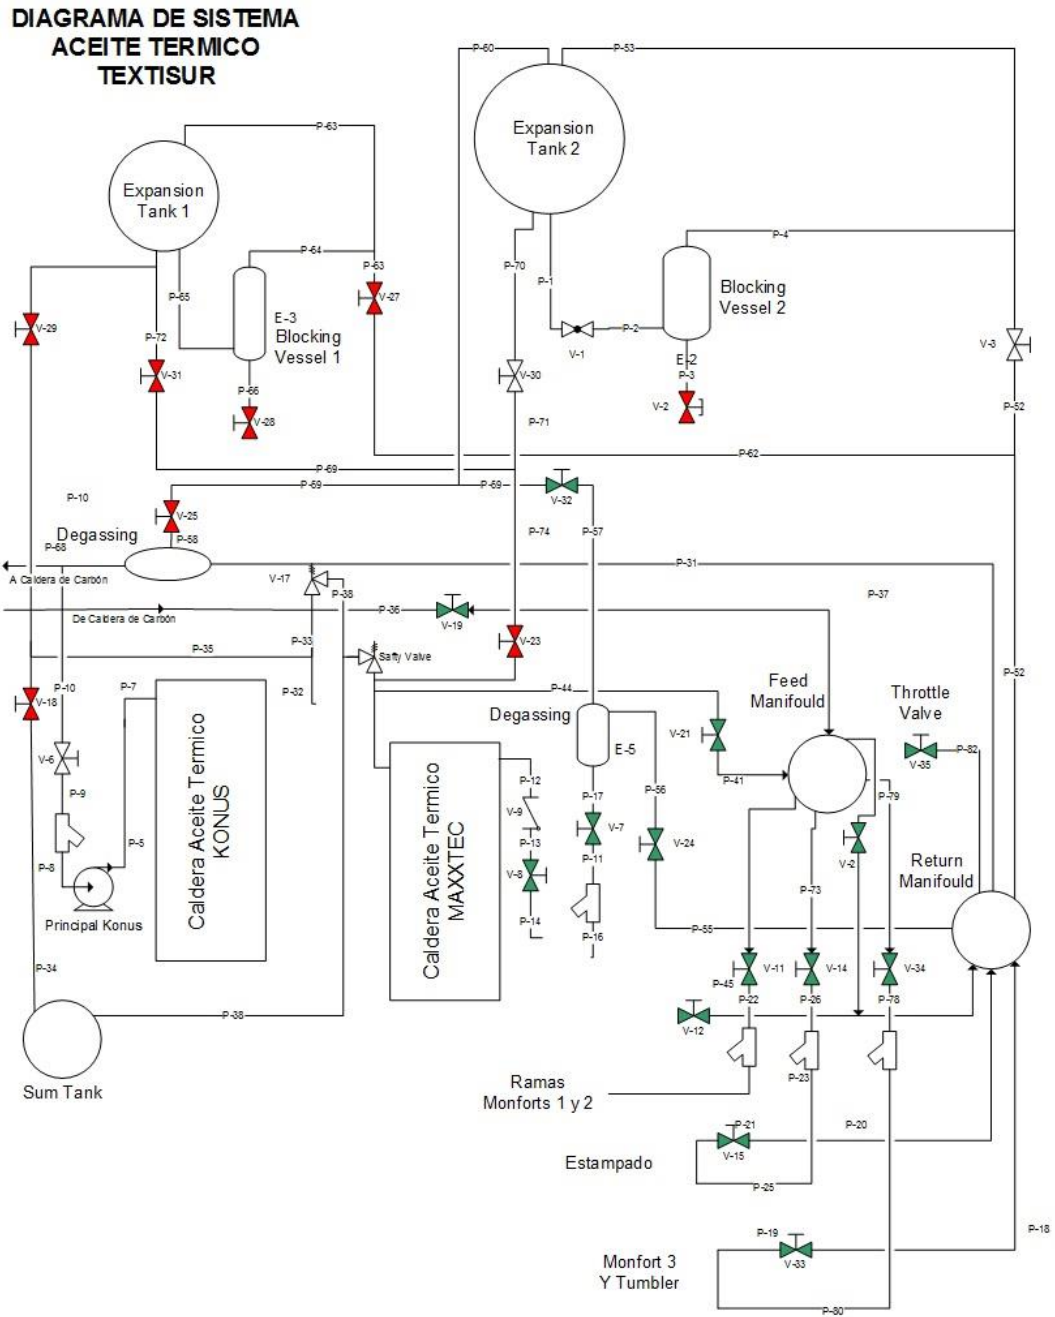 DIAGRAMA DE SISTEMA
ACEITE TERMICO
TEXTISUR
P-60
P-53
P-63
Expansion
Tank 2
Expansion
Tank 1
P-4
P-64
P-63
P-70
P-1
P-65
Blocking
Vessel 2
V-27
E-3
Blocking
Vessel 1
V-29
P-72
P-2
V-1
V-3
E-2
P-3
V-31
V-30
P-66
V-2
P-52
V-28
P-71
P-62
P-69
P-69
P-69
V-32
P-10
V-25
P-74
P-57
Degassing
P-58
P-68
P-31
A Caldera de Carbón
V-17
P-38
P-37
De Caldera de Carbón
P-36
V-19
P-33
V-23
P-35
Safty Valve
P-52
P-10
P-7
P-32
P-44
Feed
Manifould
Throttle
Valve
V-18
Degassing
V-21
E-5
V-6
V-35
P-82
P-12
P-41
P-9
P-17
P-56
P-79
V-9
Caldera Aceite Termico
KONUS
Caldera Aceite Termico
MAXXTEC
P-5
P-13
V-7
V-24
V-2
P-8
P-11
Return
Manifould
V-8
P-73
Principal Konus
P-14
P-16
P-55
P-34
V-11
V-14
V-34
P-45
P-22
P-26
P-78
P-38
V-12
P-23
Sum Tank
Ramas
Monforts 1 y 2
P-21
P-20
V-15
Estampado
P-25
P-19
P-18
Monfort 3
Y Tumbler
V-33
P-80